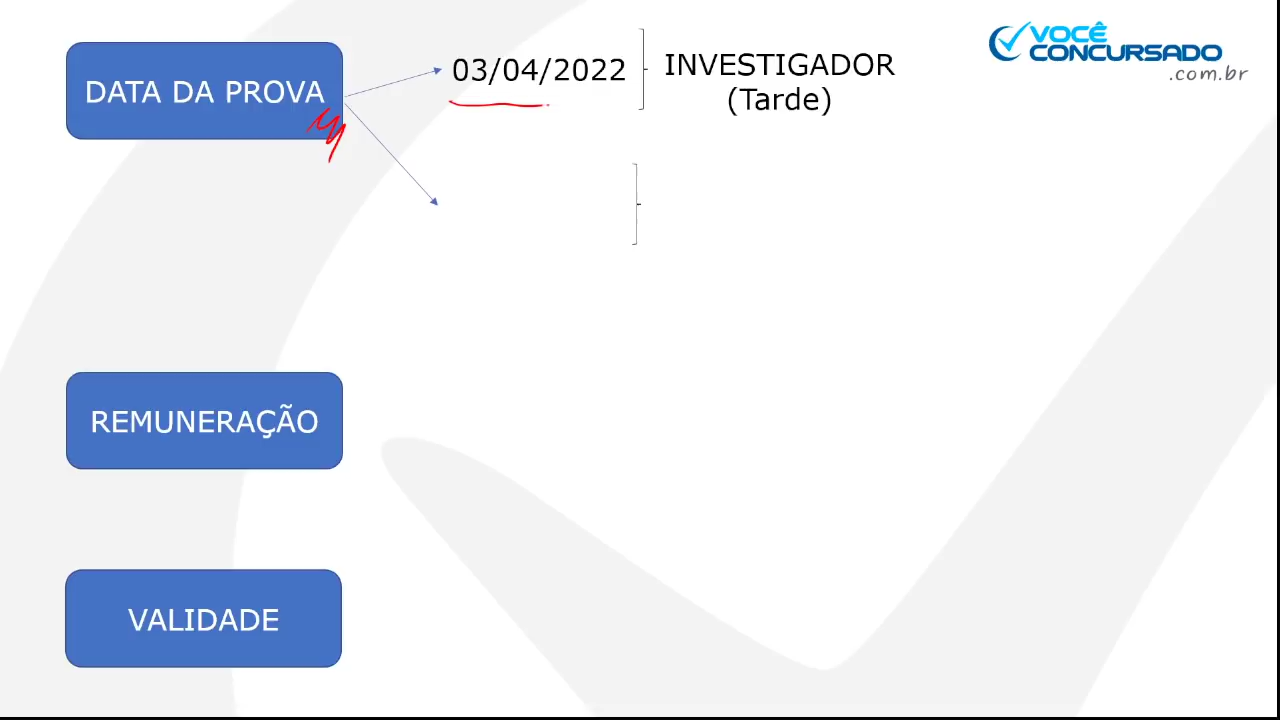 VOCÊ
CONCURSADO
.com.br
DATA DA PROVA
03/04/2022
INVESTIGADOR
(Tarde)
REMUNERAÇÃO
VALIDADE